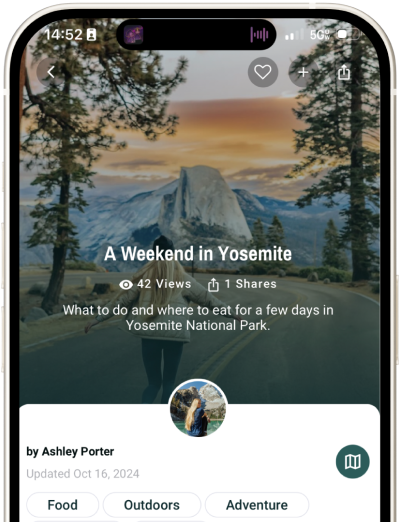 14:52
5G
A Weekend in Yosemite
42 Views 1 Shares
What to do and where to eat for a few days in
Yosemite National Park.
by Ashley Porter
Updated Oct 16, 2024
Food Outdoors Adventure